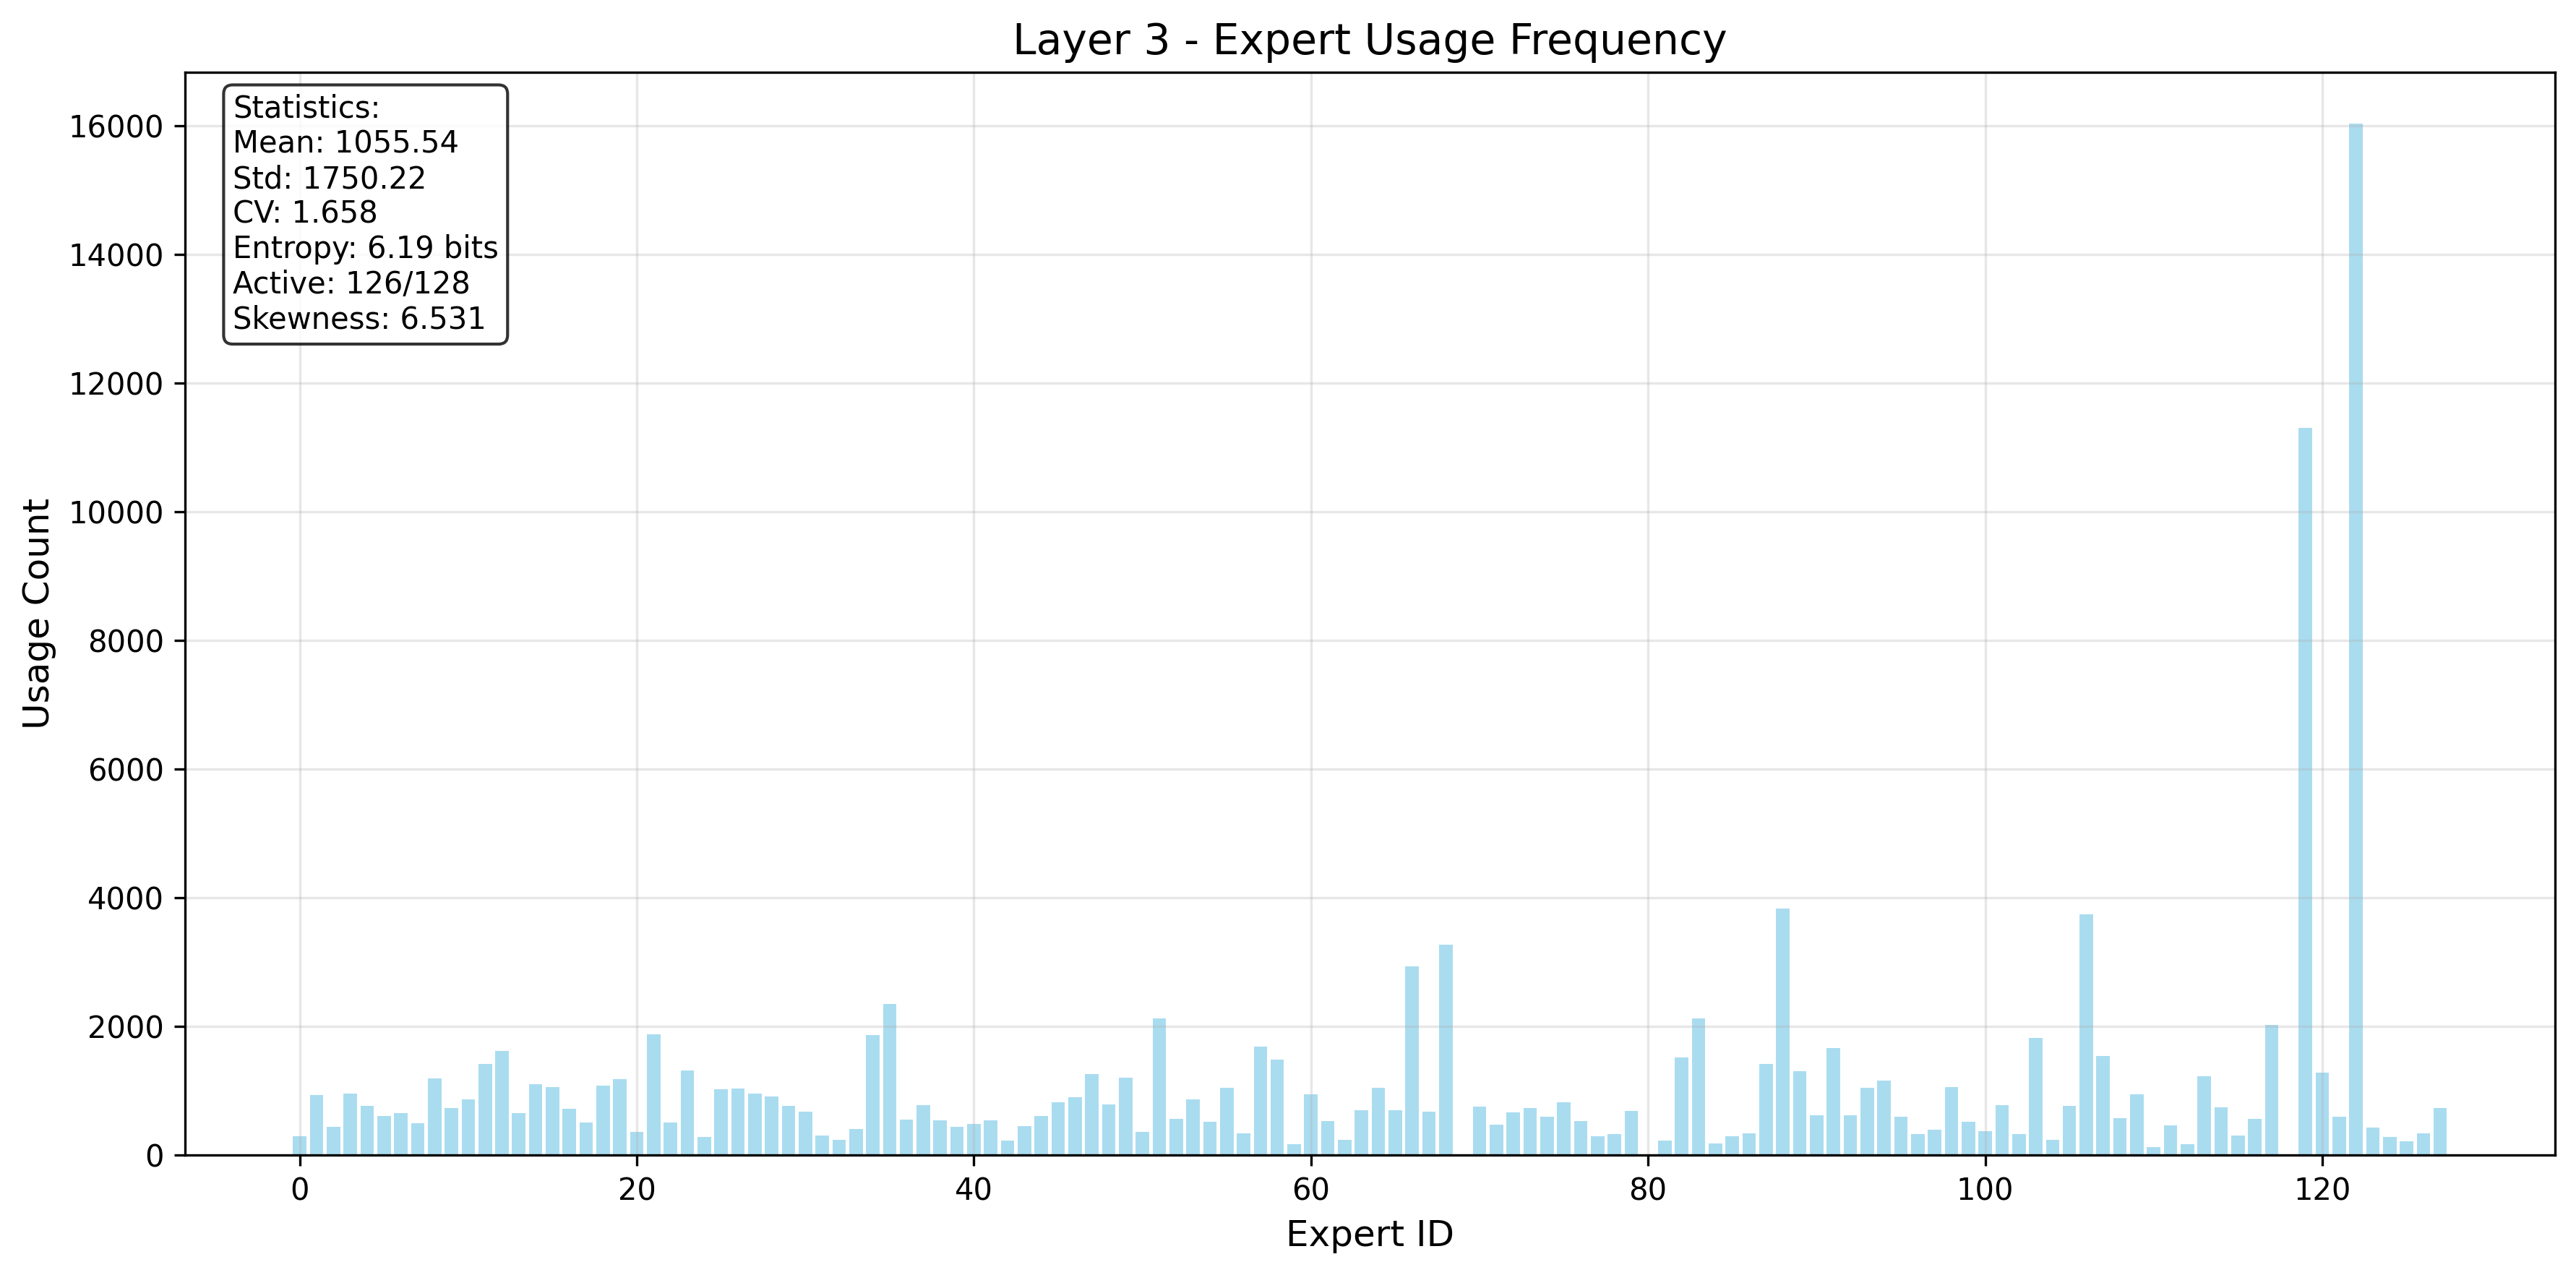 Layer 3 - Expert Usage Frequency
Statistics:
Mean: 1055.54
Std: 1750.22
CV: 1.658
Entropy: 6.19 bits
Active: 126/128
Skewness: 6.531
Usage Count
16000
14000
12000
10000
8000
6000
4000
2000
0
0 20 40 60 80 100 120
Expert ID